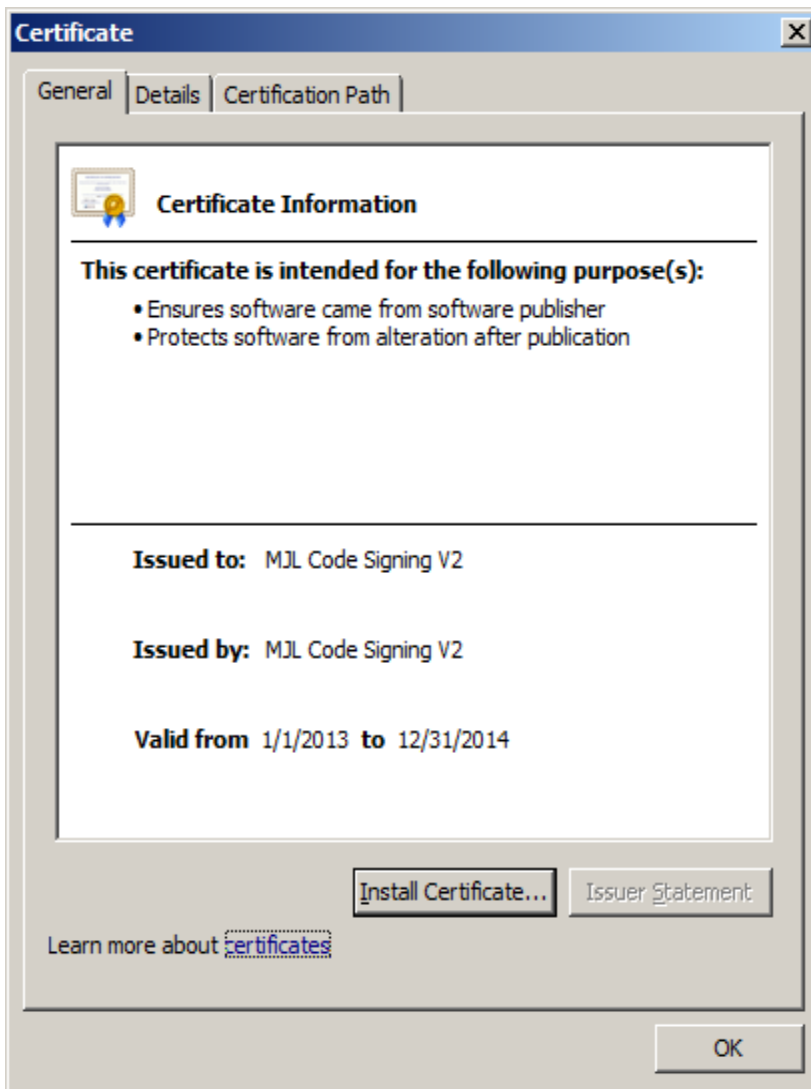 Certificate
General Details Certification Path
Certificate Information
This certificate is intended for the following purpose(s):
• Ensures software came from software publisher
• Protects software from alteration after publication
Issued to: MJL Code Signing V2
Issued by: MJL Code Signing V2
Valid from 1/1/2013 to 12/31/2014
Install Certificate... Issuer Statement
Learn more about certificates
OK